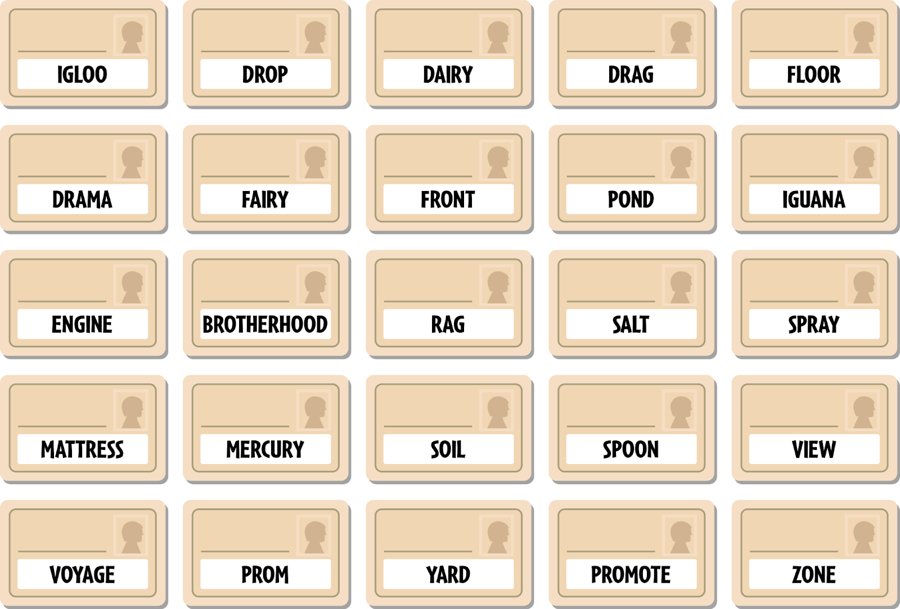 IGLOO
DROP
DAIRY
DRAG
FLOOR
DRAMA
FAIRY
FRONT
POND
IGUANA
ENGINE
BROTHERHOOD
RAG
SALT
SPRAY
MATTRESS
MERCURY
SOIL
SPOON
VIEW
VOYAGE
PROM
YARD
PROMOTE
ZONE